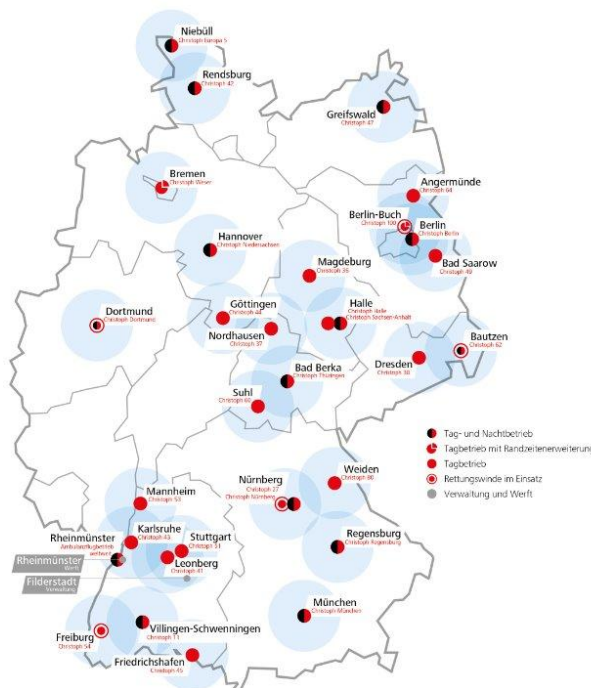 Niebüll
Christoph Europa 5
Rendsburg
Christoph 42
Greifswald
Christoph 47
Bremen
Christoph Weser
Angermünde
Christoph 64
Berlin-Buch
Christoph 100
Berlin
Christoph Berlin
Hannover
Christoph Niedersachsen
Bad Saarow
Christoph 49
Magdeburg
Christoph 36
Dortmund
Christoph Dortmund
Göttingen
Christoph 44
Halle
Christoph Halle
Christoph Sachsen-Anhalt
Nordhausen
Christoph 37
Bautzen
Christoph 62
Dresden
Christoph 38
Bad Berka
Christoph Thüringen
Suhl
Christoph 60
Tag- und Nachtbetrieb
Tagbetrieb mit Randzeitenerweiterung
Tagbetrieb
Rettungswinde im Einsatz
Verwaltung und Werft
Weiden
Christoph 80
Nürnberg
Christoph 27
Christoph Nürnberg
Mannheim
Christoph 53
Karlsruhe
Christoph 43
Stuttgart
Christoph 51
Rheinmünster
Ambulanzflugbetrieb
weltweit
Regensburg
Christoph Regensburg
Rheinmünster
Werft
Leonberg
Christoph 41
Filderstadt
Verwaltung
München
Christoph München
Villingen-Schwenningen
Christoph 11
Freiburg
Christoph 54
Friedrichshafen
Christoph 45